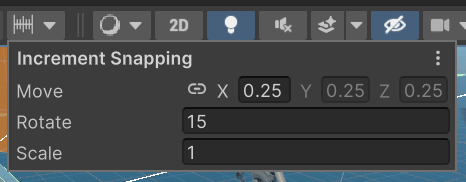 2D
Increment Snapping
Move X 0.25 Y 0.25 Z 0.25
Rotate 15
Scale 1